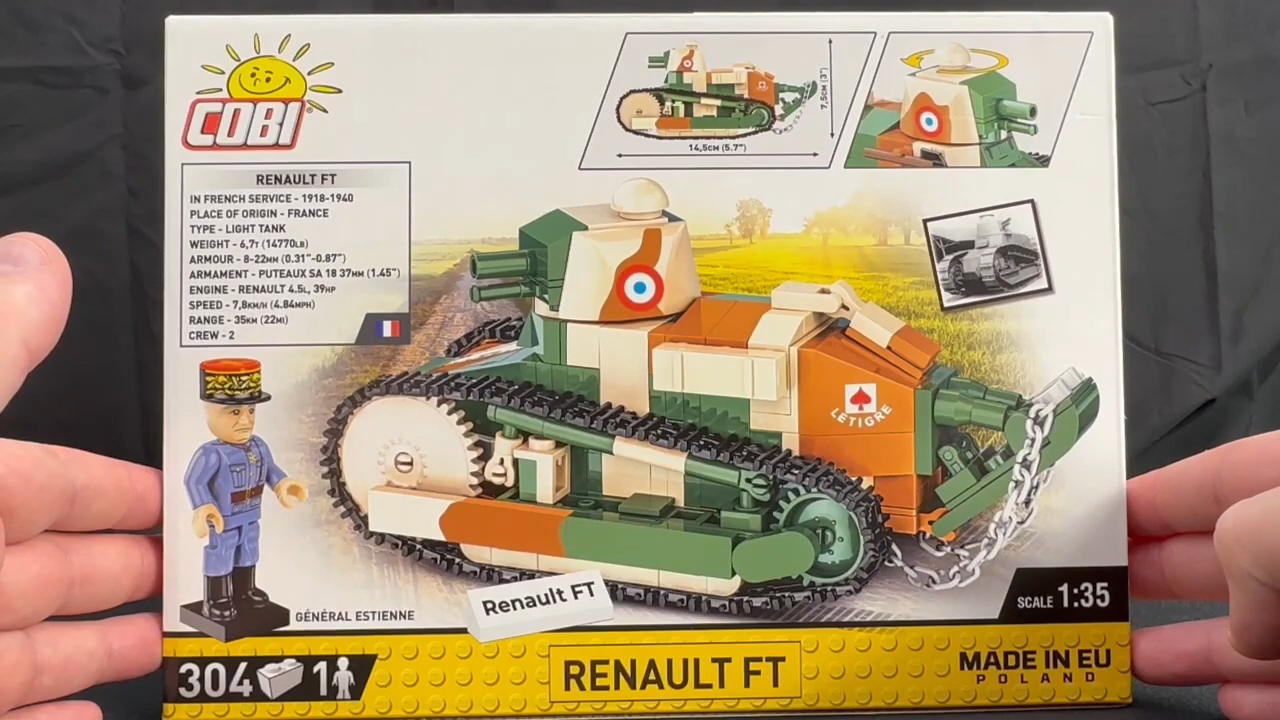 COBI
7,5CM (3")
14,5CM (5.7")
RENAULT FT
IN FRENCH SERVICE - 1918-1940
PLACE OF ORIGIN - FRANCE
TYPE - LIGHT TANK
WEIGHT - 6,7T (14770LB)
ARMOUR - 8-22MM (0.31"-0.87")
ARMAMENT - PUTEAUX SA 18 37MM (1.45")
ENGINE - RENAULT 4.5L, 39HP
SPEED - 7,8KM/H (4.84MPH)
RANGE - 35KM (22MI)
CREW - 2
LE TIGRE
GÉNÉRAL ESTIENNE
Renault FT
SCALE 1:35
304 1
RENAULT FT
MADE IN EU
POLAND